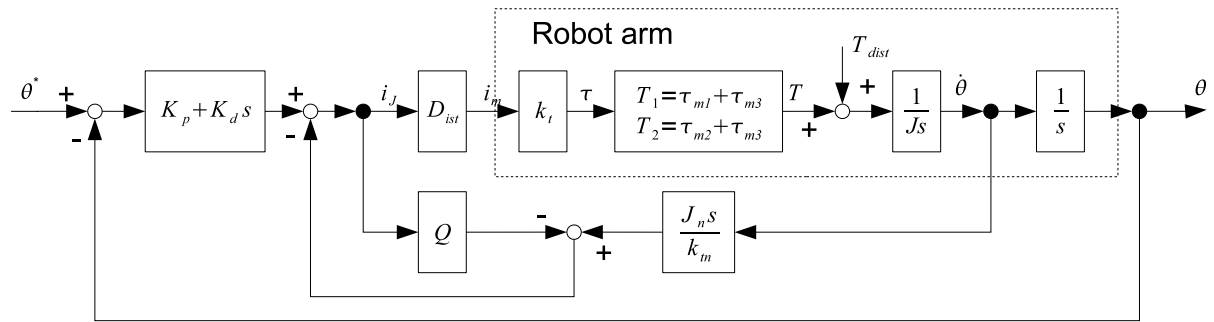 Robot arm
T_dist
θ* + K_p+K_d s + i_J D_ist i_m k_t τ T_1=τ_m1+τ_m3 T + 1/Js θ̇ 1/s θ
T_2=τ_m2+τ_m3
- - +
Q - + J_n s/k_tn